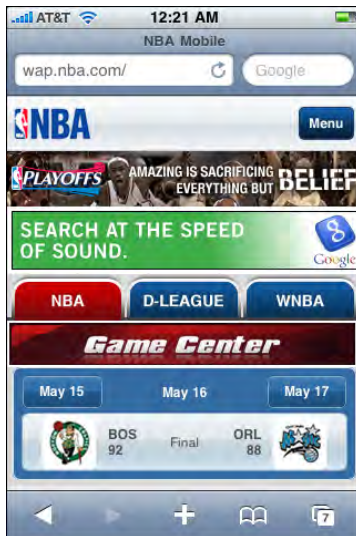 AT&T 12:21 AM
NBA Mobile
wap.nba.com/ Google
NBA Menu
PLAYOFFS AMAZING IS SACRIFICING EVERYTHING BUT BELIEF
SEARCH AT THE SPEED
OF SOUND.
Google
NBA D-LEAGUE WNBA
Game Center
May 15 May 16 May 17
BOS Final ORL
92 88
7